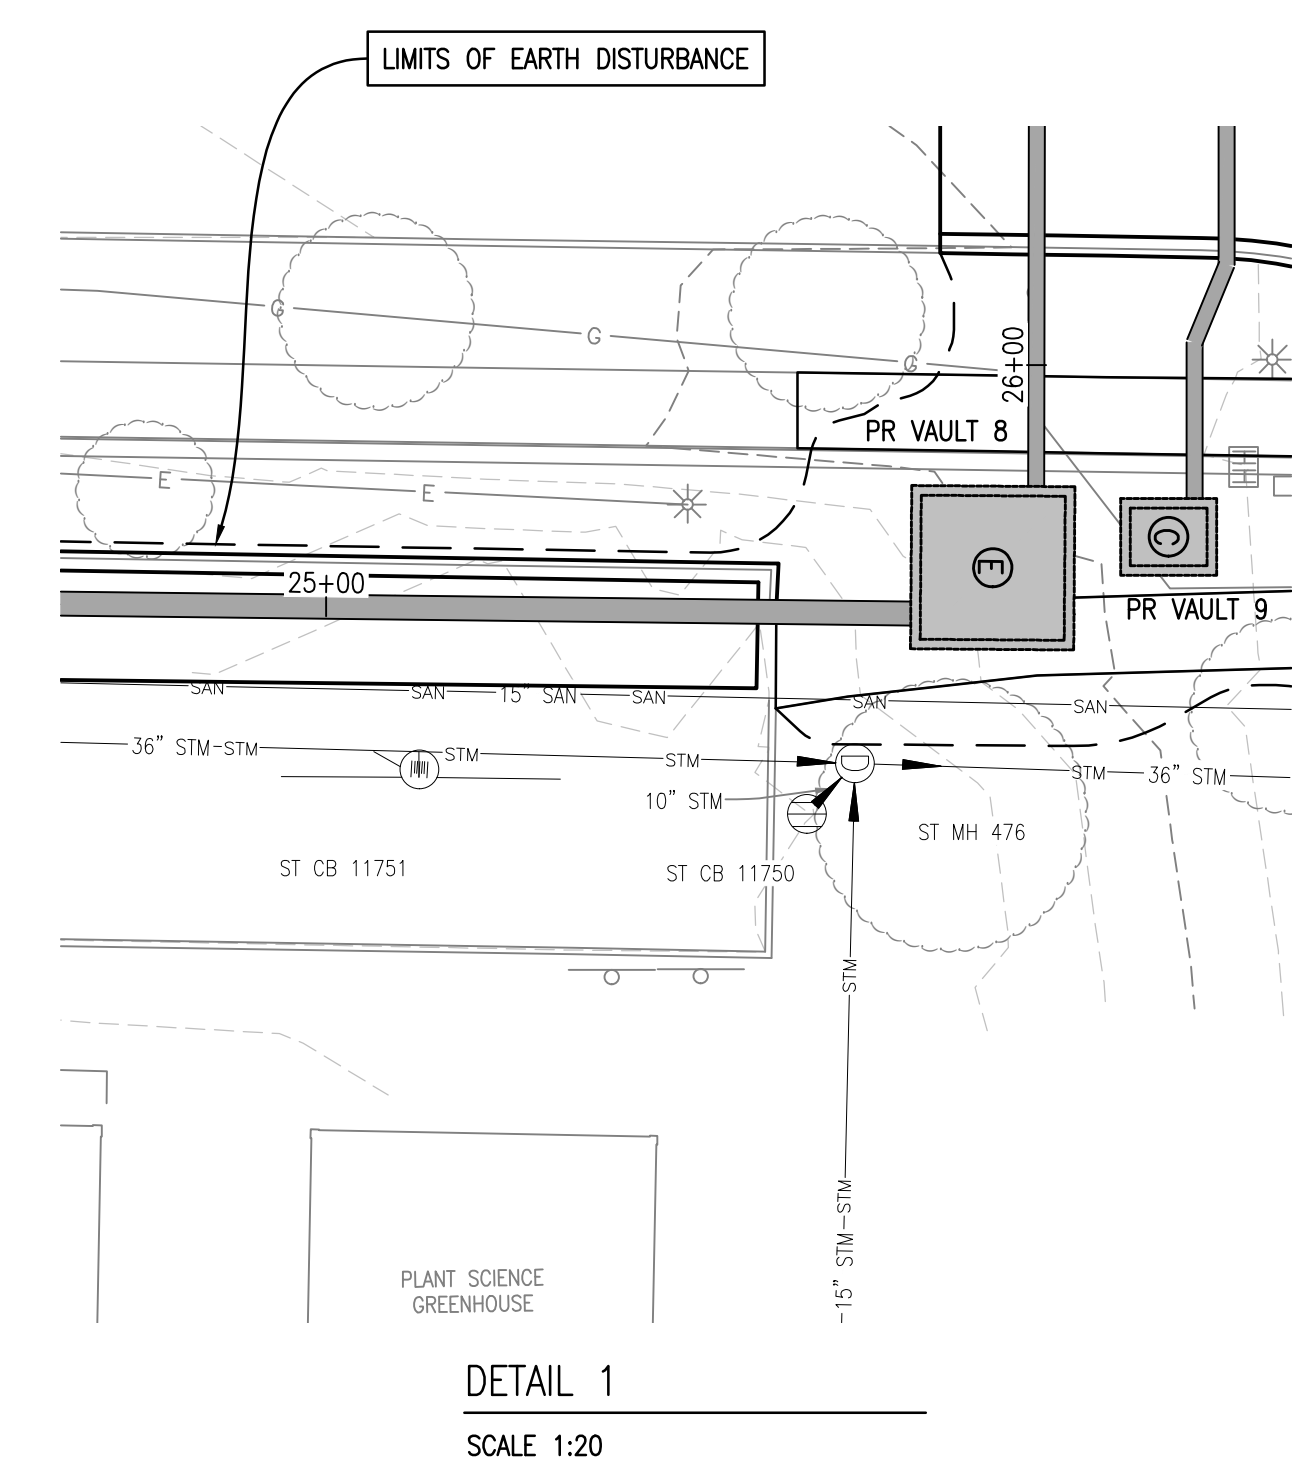 LIMITS OF EARTH DISTURBANCE
G
G
G
26+00
PR VAULT 8
E
E
E
C
25+00
PR VAULT 9
SAN
SAN
15” SAN
SAN
SAN
SAN
36” STM-STM
STM
STM
STM
36” STM
10” STM
ST MH 476
ST CB 11751
ST CB 11750
STM
15” STM-STM
PLANT SCIENCE
GREENHOUSE
DETAIL 1
SCALE 1:20